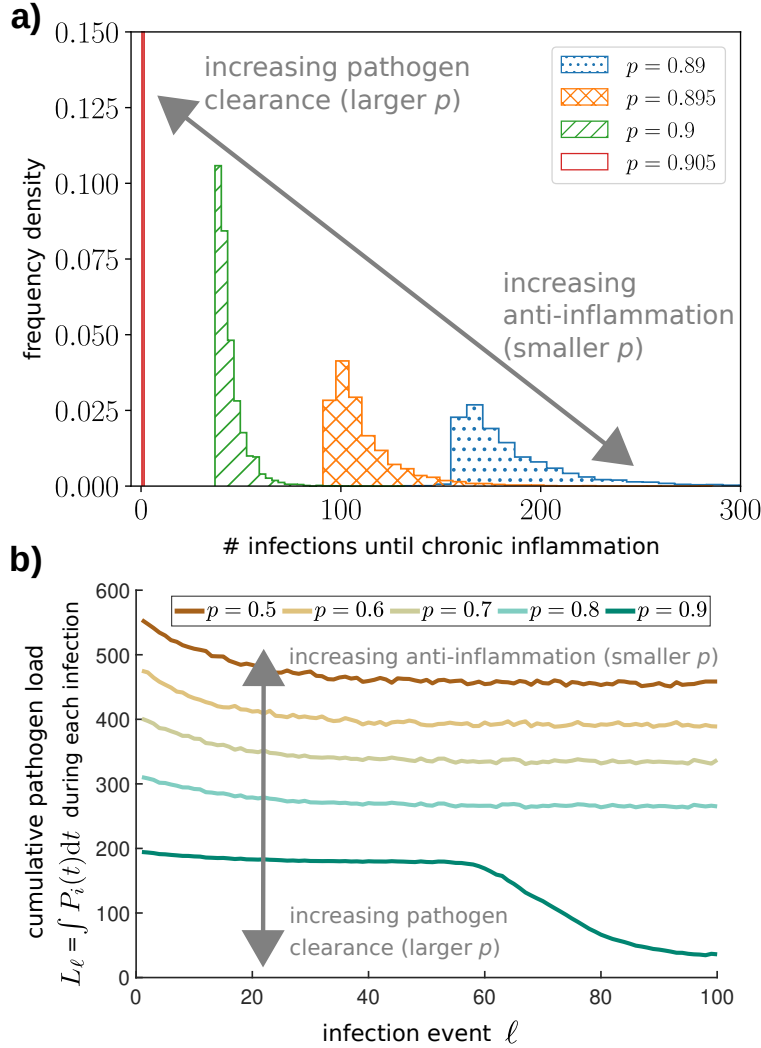 a)
frequency density
0.150
0.125
0.100
0.075
0.050
0.025
0.000
increasing pathogen
clearance (larger p)
p = 0.89
p = 0.895
p = 0.9
p = 0.905
increasing
anti-inflammation
(smaller p)
0
100
200
300
# infections until chronic inflammation
b)
cumulative pathogen load
L_ℓ = ∫ P_i(t)dt during each infection
600
500
400
300
200
100
0
p = 0.5
p = 0.6
p = 0.7
p = 0.8
p = 0.9
increasing anti-inflammation (smaller p)
increasing pathogen
clearance (larger p)
0
20
40
60
80
100
infection event ℓ